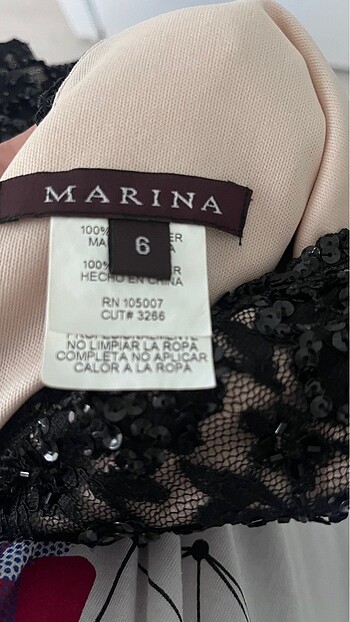 MARINA
6
100%
100%
HECHO EN CHINA
RN 105007
CUT# 3266
NO LIMPIAR LA ROPA
COMPLETA NO APLICAR
CALOR A LA ROPA